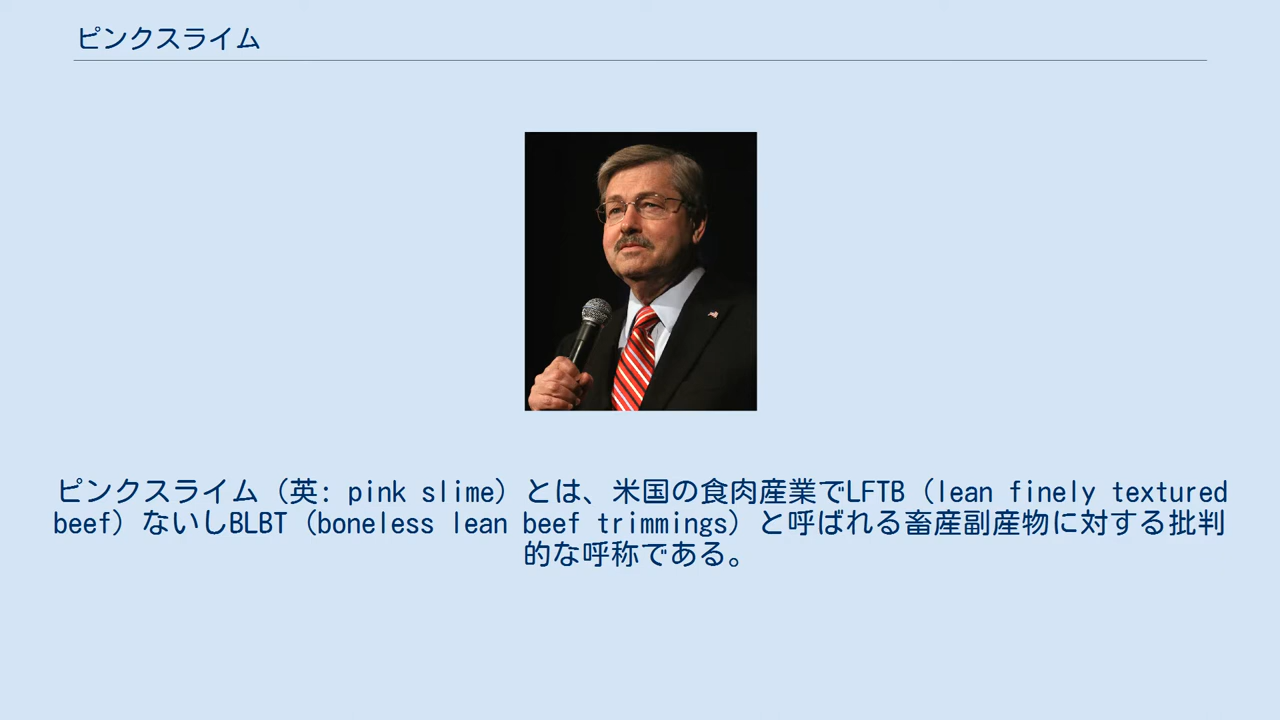 ピンクスライム
ピンクスライム（英: pink slime）とは、米国の食肉産業でLFTB（lean finely textured
beef）ないしBLBT（boneless lean beef trimmings）と呼ばれる畜産副産物に対する批判
的な呼称である。